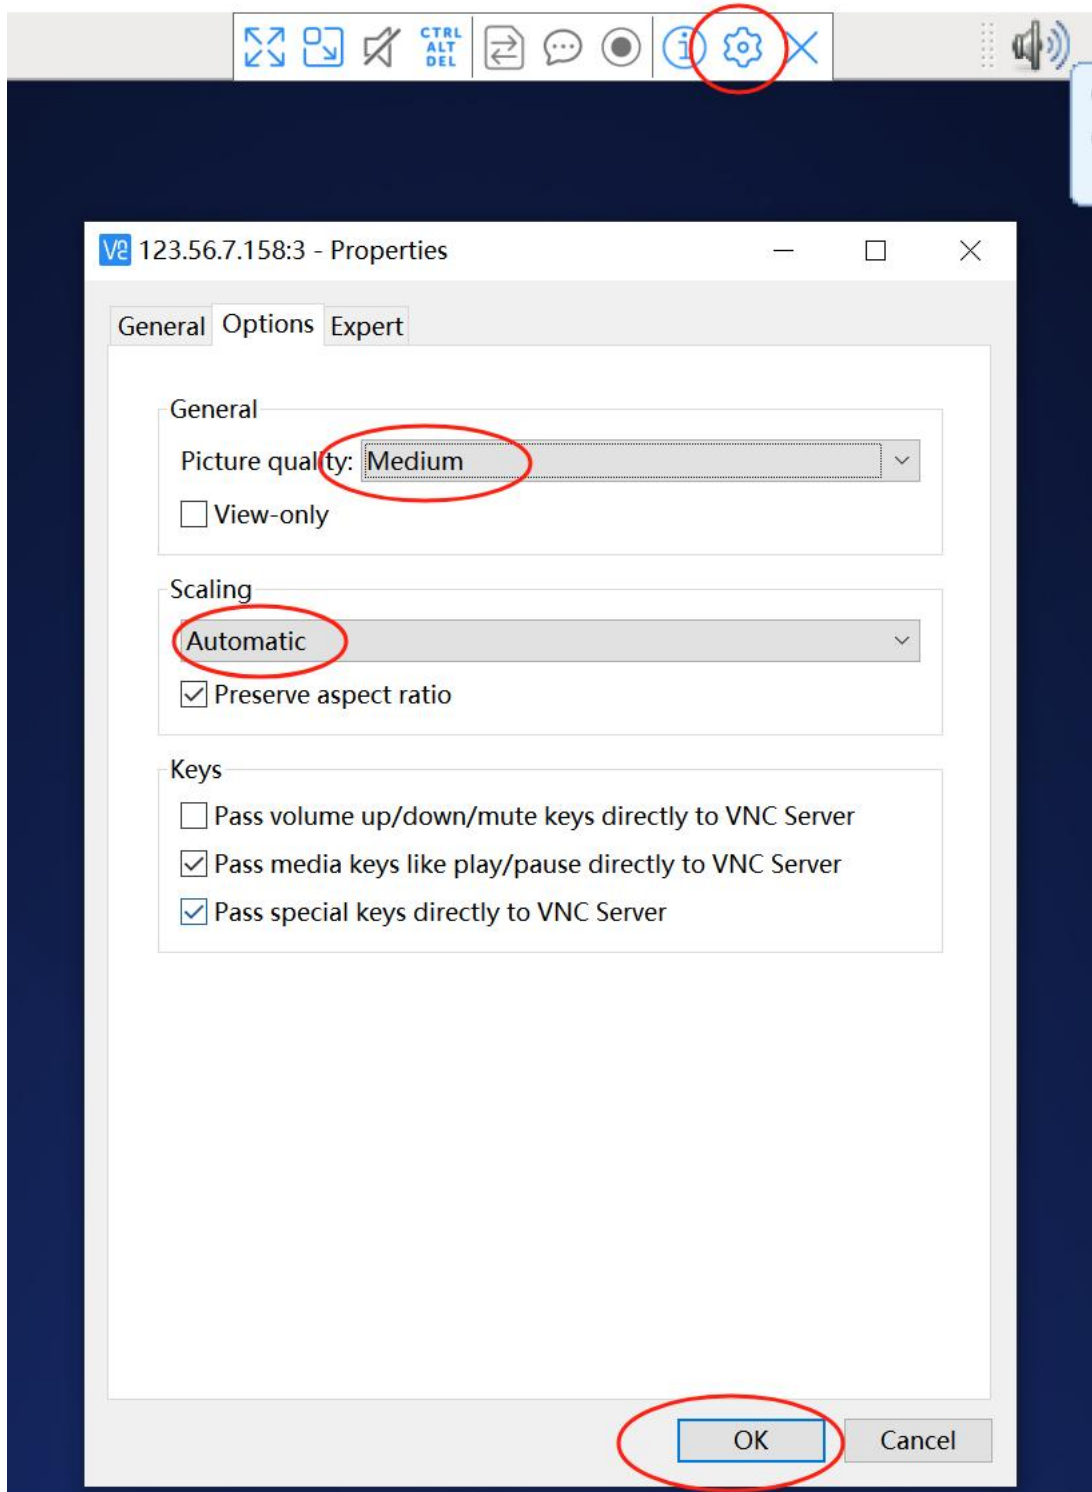 CTRL
ALT
DEL
V2 123.56.7.158:3 - Properties
General Options Expert
General
Picture quality: Medium
View-only
Scaling
Automatic
Preserve aspect ratio
Keys
Pass volume up/down/mute keys directly to VNC Server
Pass media keys like play/pause directly to VNC Server
Pass special keys directly to VNC Server
OK Cancel